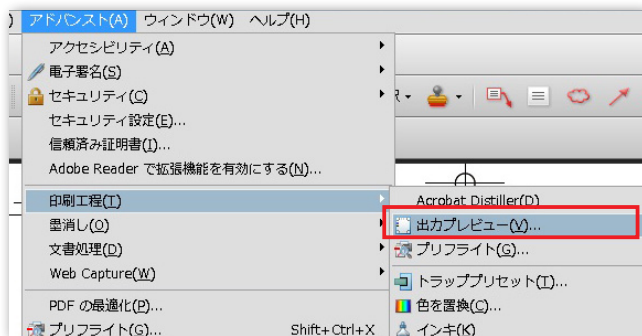 ) アドバンスト(A) ウィンドウ(W) ヘルプ(H)
アクセシビリティ(A)
電子署名(S)
セキュリティ(C)
セキュリティ設定(E)...
信頼済み証明書(I)...
Adobe Reader で拡張機能を有効にする(N)...
印刷工程(T)
墨消し(O)
文書処理(D)
Web Capture(W)
PDF の最適化(P)...
プリフライト(G)... Shift+Ctrl+X
Acrobat Distiller(D)
出力プレビュー(V)...
プリフライト(G)...
トラッププリセット(T)...
色を置換(C)...
インキ(K)